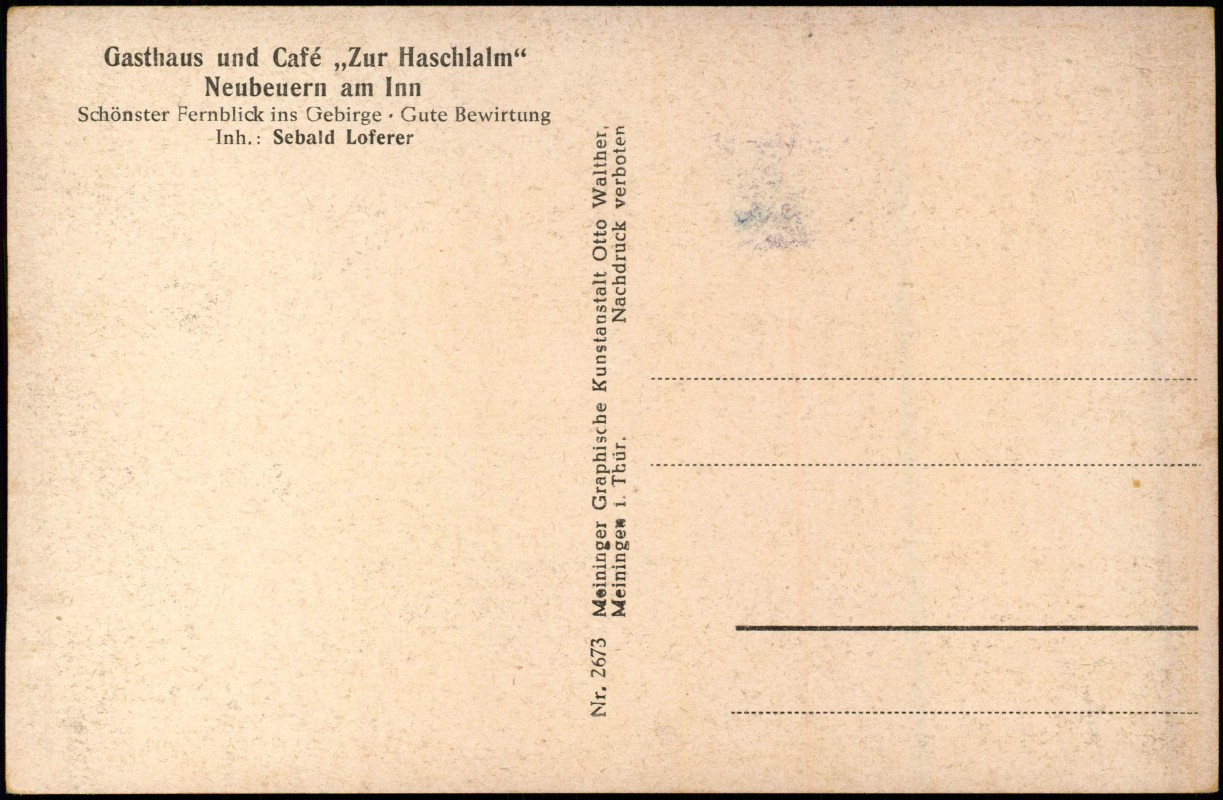 Gasthaus und Café „Zur Haschlalm“
Neubeuern am Inn
Schönster Fernblick ins Gebirge · Gute Bewirtung
Inh.: Sebald Loferer
Nr. 2673 Meininger Graphische Kunstanstalt Otto Walther,
Meiningen i. Thür. Nachdruck verboten